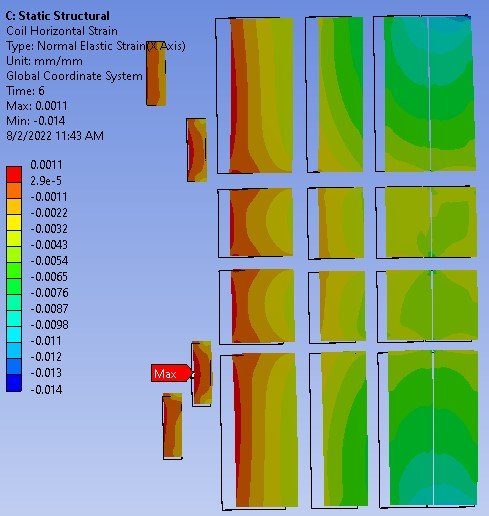 C: Static Structural
Coil Horizontal Strain
Type: Normal Elastic Strain(X Axis)
Unit: mm/mm
Global Coordinate System
Time: 6
Max: 0.0011
Min: -0.014
8/2/2022 11:43 AM
0.0011
2.9e-5
-0.0011
-0.0022
-0.0032
-0.0043
-0.0054
-0.0065
-0.0076
-0.0087
-0.0098
-0.011
-0.012
-0.013
-0.014
Max